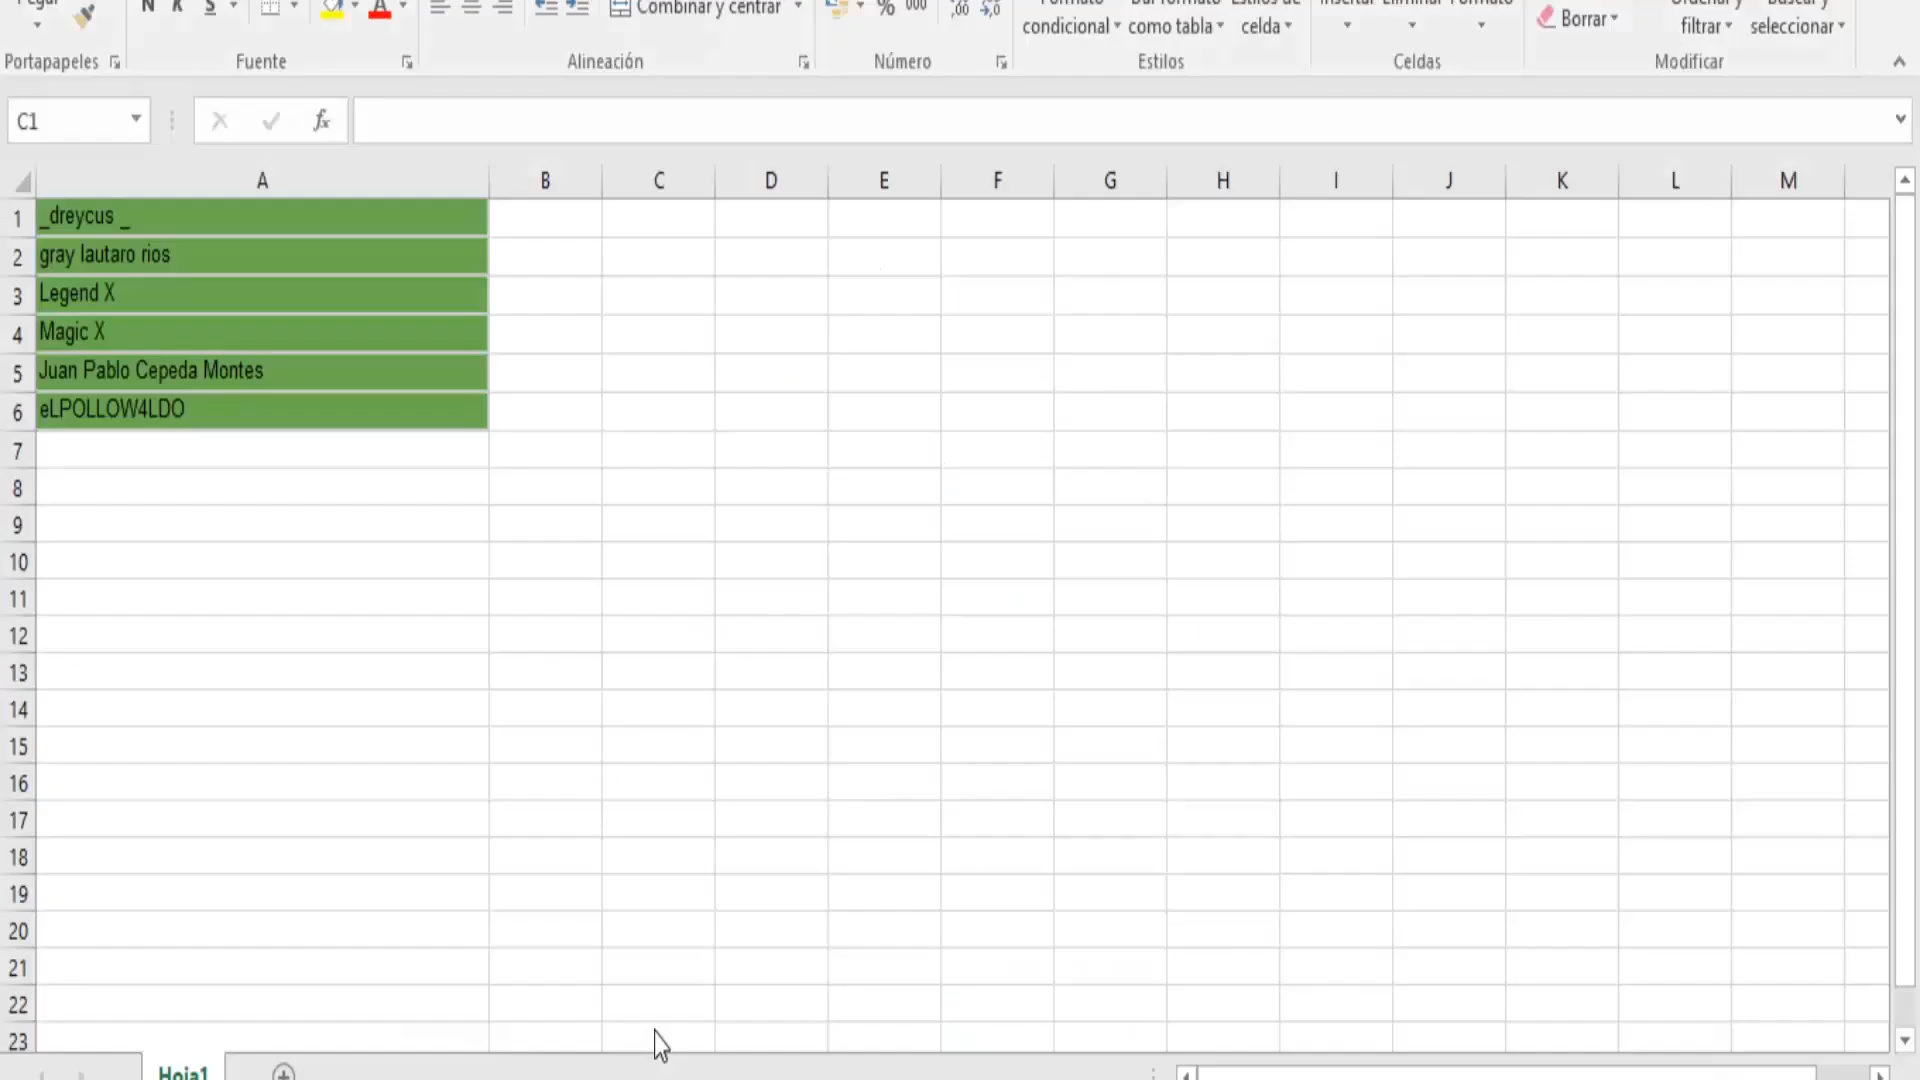 N K S Combinar y centrar % 000
condicional como tabla celda Borrar filtrar seleccionar
Portapapeles Fuente Alineación Número Estilos Celdas Modificar
C1 fx
A B C D E F G H I J K L M
1 _dreycus _
2 gray lautaro rios
3 Legend X
4 Magic X
5 Juan Pablo Cepeda Montes
6 eLPOLLOW4LDO
7
8
9
10
11
12
13
14
15
16
17
18
19
20
21
22
23
Hoja1